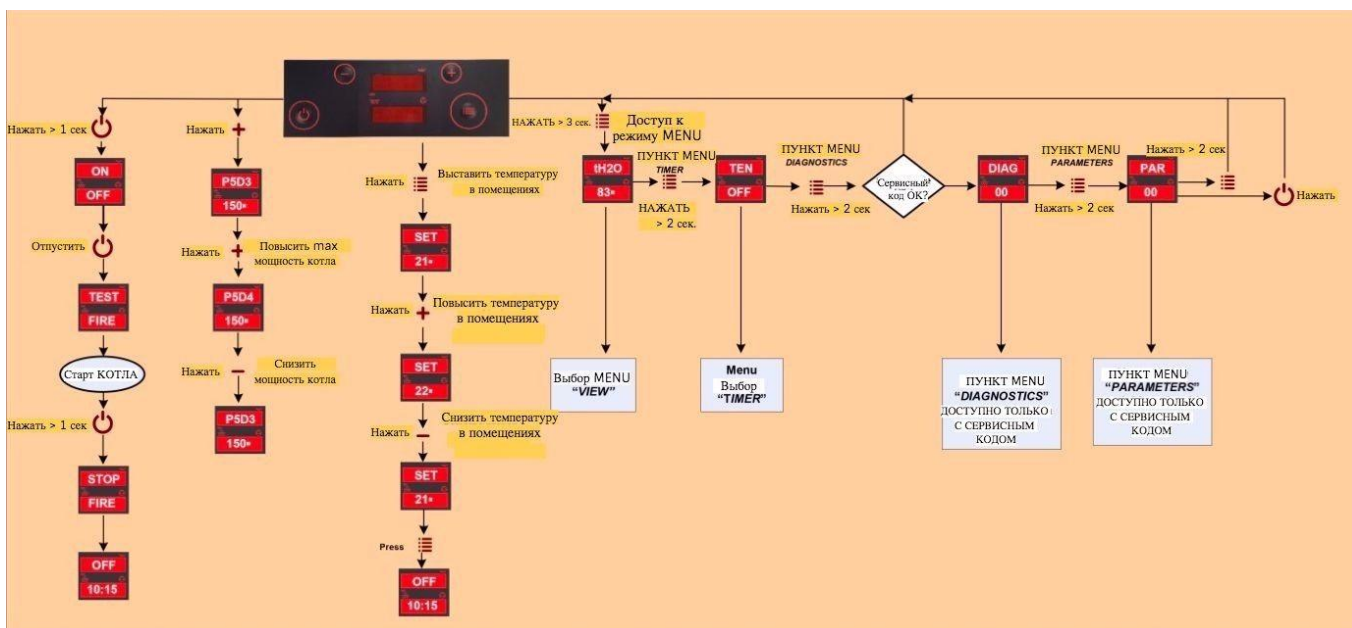 Нажать > 1 сек
ON
OFF
Отпустить
TEST
FIRE
Старт КОТЛА
Нажать > 1 сек
STOP
FIRE
OFF
10:15
Нажать
P5D3
150
Нажать
Повысить max
мощность котла
P5D4
150
Нажать
Снизить
мощность котла
P5D3
150
Нажать
Выставить температуру
в помещениях
SET
21
Нажать
Повысить температуру
в помещениях
SET
22
Нажать
Снизить температуру
в помещениях
SET
21
Press
OFF
10:15
НАЖАТЬ > 3 сек.
Доступ к
режиму MENU
tH2O
83
ПУНКТ MENU
TIMER
НАЖАТЬ
> 2 сек.
Выбор MENU
“VIEW”
TEN
OFF
ПУНКТ MENU
DIAGNOSTICS
Нажать > 2 сек
Menu
Выбор
“TIMER”
Сервисный
код OK?
DIAG
00
ПУНКТ MENU
PARAMETERS
Нажать > 2 сек
ПУНКТ MENU
“DIAGNOSTICS”
ДОСТУПНО ТОЛЬКО
С СЕРВИСНЫМ
КОДОМ
PAR
00
Нажать > 2 сек
Нажать
ПУНКТ MENU
“PARAMETERS”
ДОСТУПНО ТОЛЬКО
С СЕРВИСНЫМ
КОДОМ